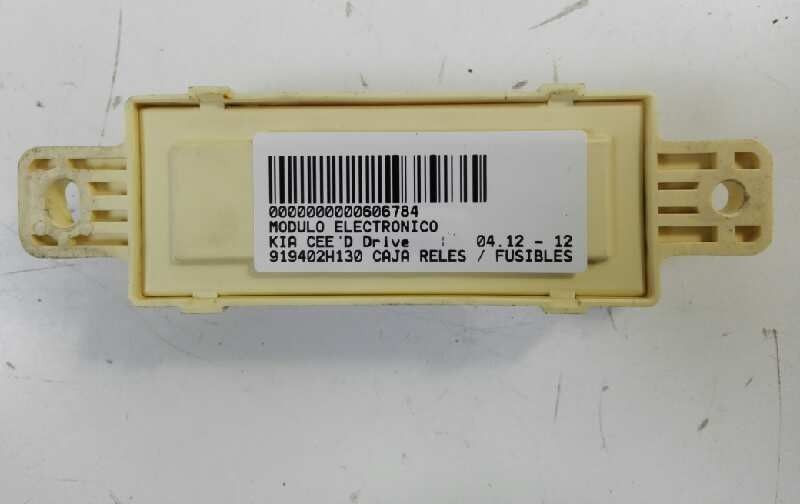 0000000000606784
MODULO ELECTRONICO
KIA CEE'D Drive : 04.12 - 12
919402H130 CAJA RELES / FUSIBLES